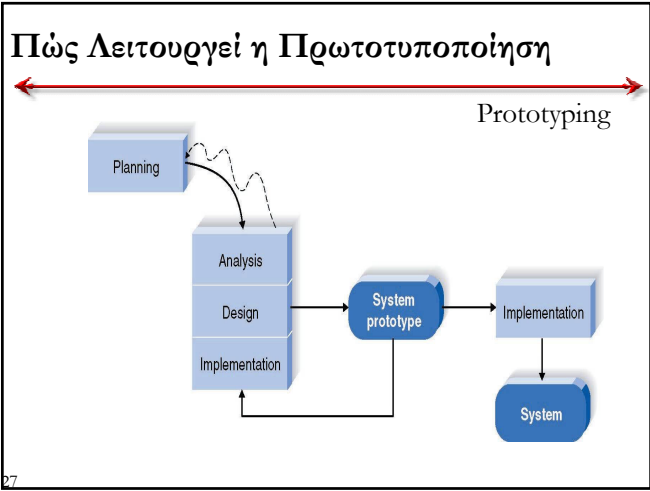 Πώς Λειτουργεί η Πρωτοτυποποίηση
Prototyping
Planning
Analysis
Design
Implementation
System
prototype
Implementation
System
27